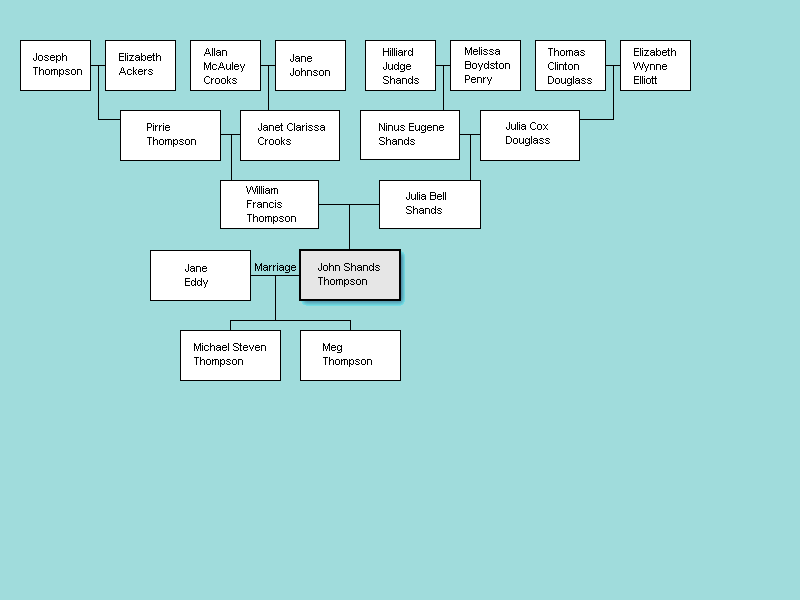 Joseph
Thompson
Elizabeth
Ackers
Allan
McAuley
Crooks
Jane
Johnson
Hilliard
Judge
Shands
Melissa
Boydston
Penry
Thomas
Clinton
Douglass
Elizabeth
Wynne
Elliott
Pirrie
Thompson
Janet Clarissa
Crooks
Ninus Eugene
Shands
Julia Cox
Douglass
William
Francis
Thompson
Julia Bell
Shands
Jane
Eddy
Marriage
John Shands
Thompson
Michael Steven
Thompson
Meg
Thompson